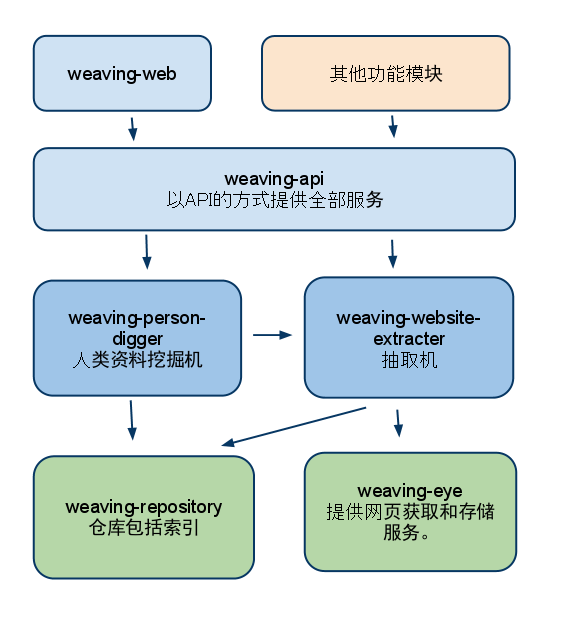 weaving-web
其他功能模块
weaving-api
以API的方式提供全部服务
weaving-person-
digger
人类资料挖掘机
weaving-website-
extracter
抽取机
weaving-repository
仓库包括索引
weaving-eye
提供网页获取和存储
服务。